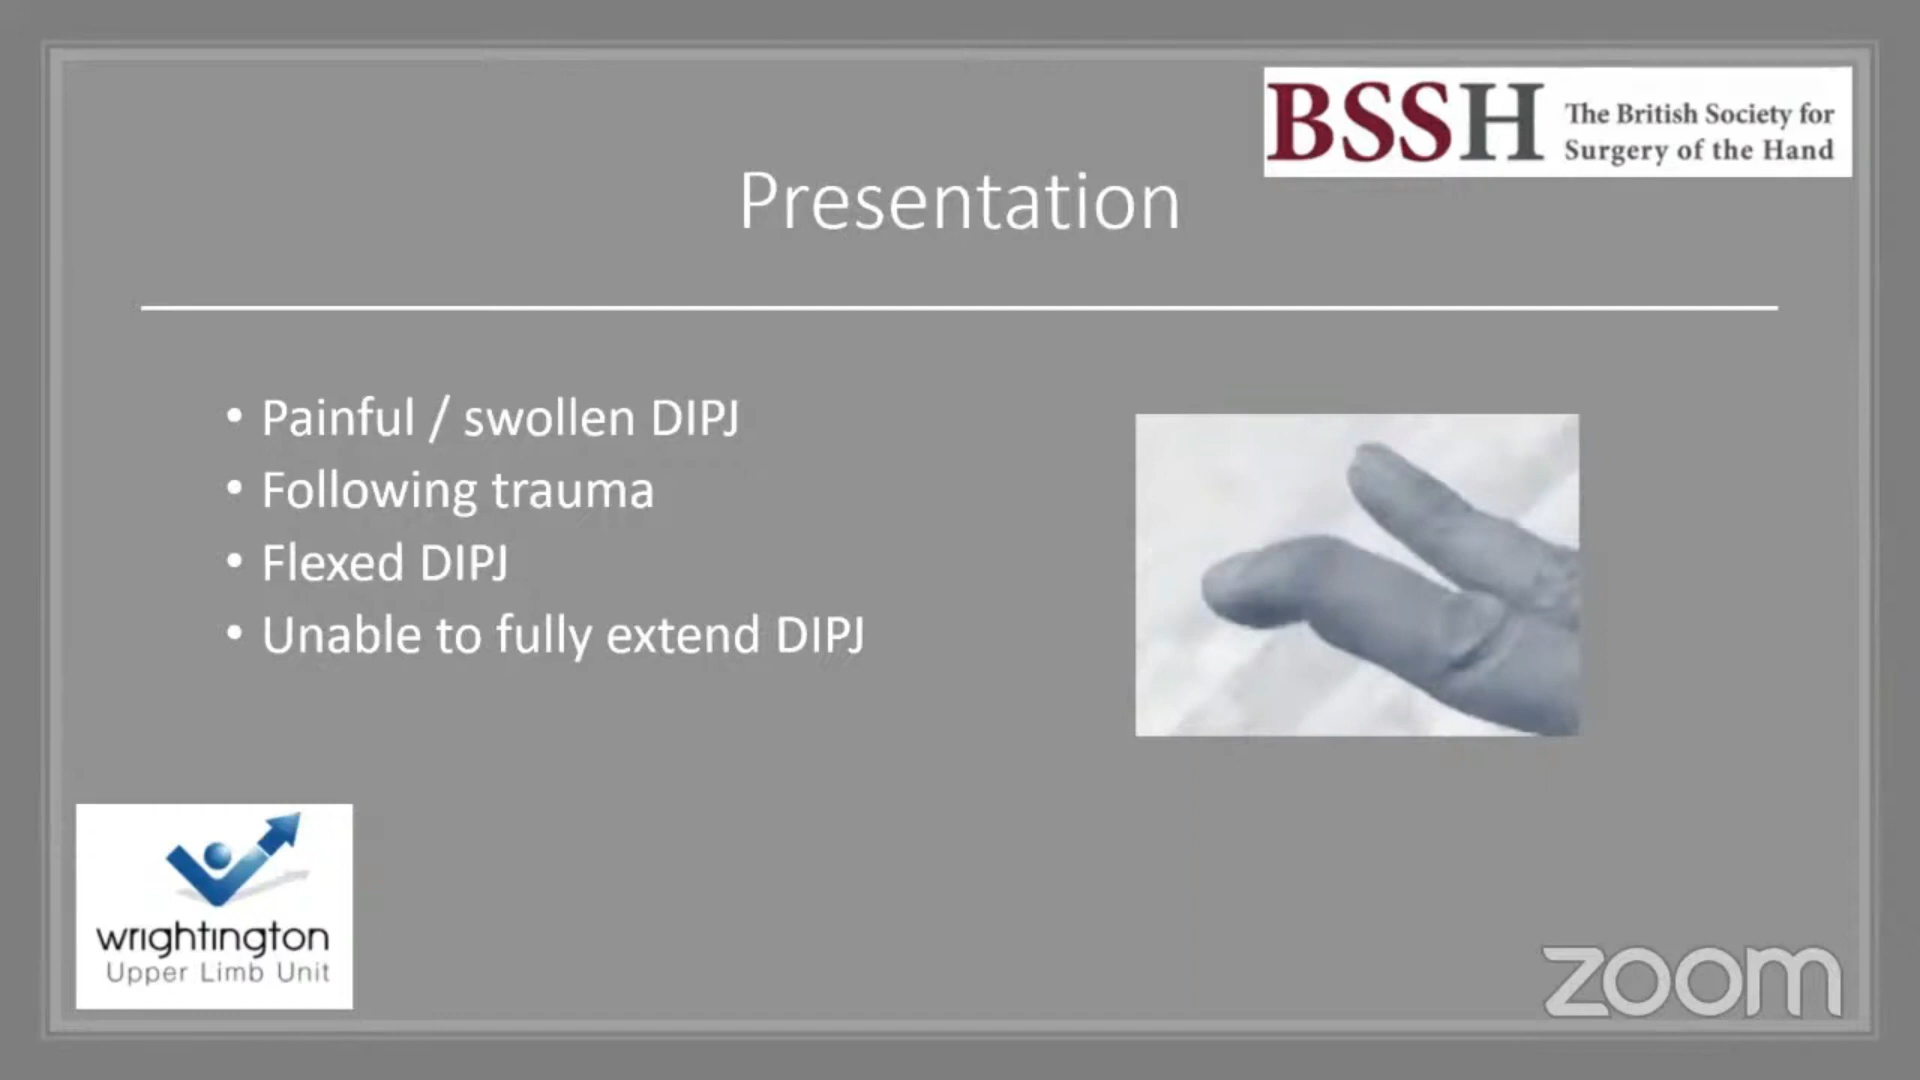 BSSH
The British Society for
Surgery of the Hand
Presentation
• Painful / swollen DIPJ
• Following trauma
• Flexed DIPJ
• Unable to fully extend DIPJ
wrightington
Upper Limb Unit
zoom